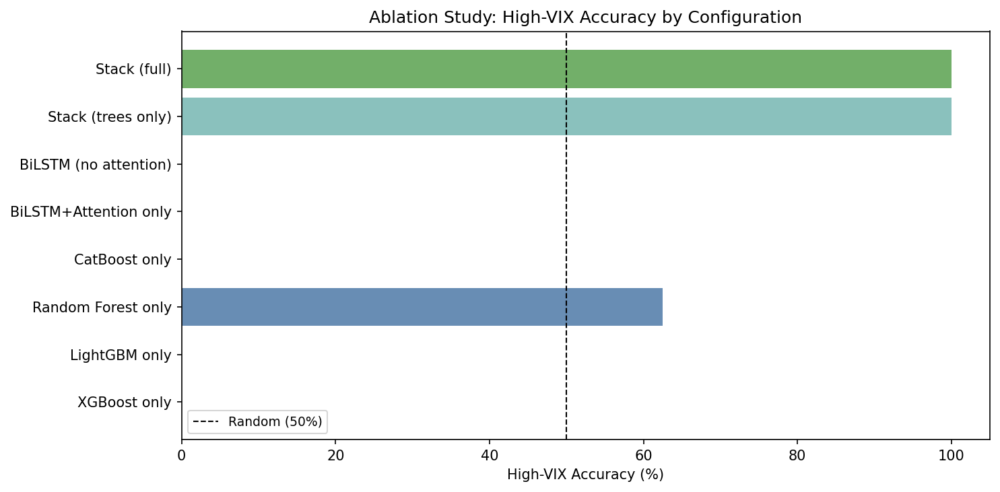 Ablation Study: High-VIX Accuracy by Configuration
Stack (full)
Stack (trees only)
BiLSTM (no attention)
BiLSTM+Attention only
CatBoost only
Random Forest only
LightGBM only
XGBoost only
Random (50%)
0 20 40 60 80 100
High-VIX Accuracy (%)